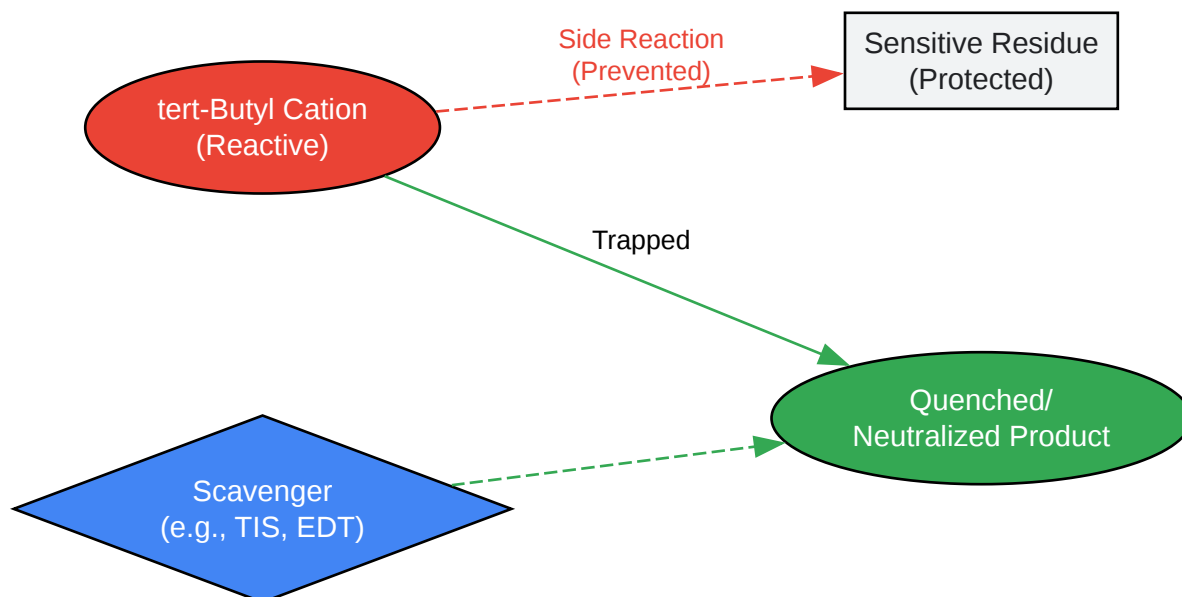 Side Reaction
(Prevented)
Sensitive Residue
(Protected)
tert-Butyl Cation
(Reactive)
Trapped
Quenched/
Neutralized Product
Scavenger
(e.g., TIS, EDT)